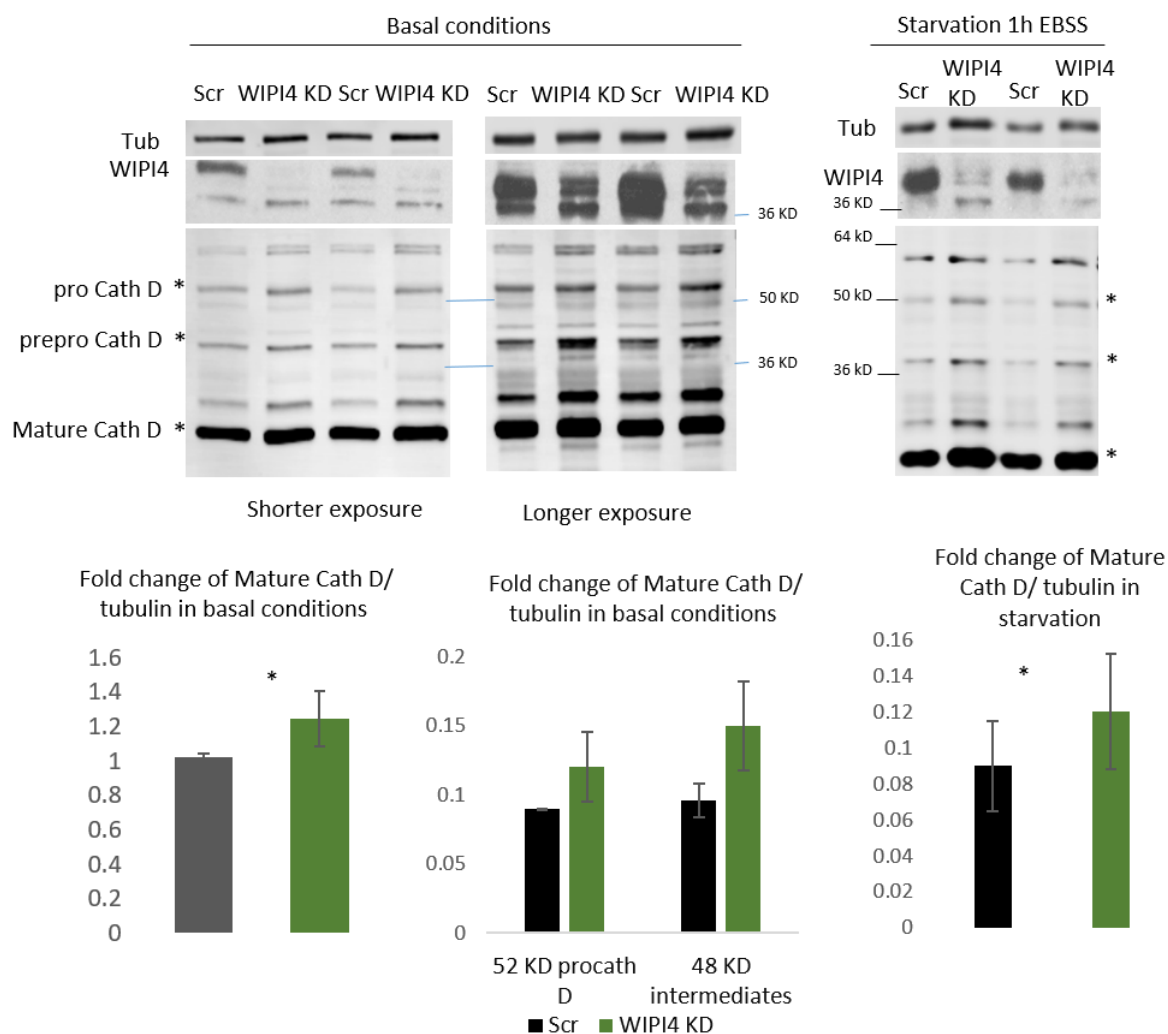 Basal conditions
Starvation 1h EBSS
Scr WIPI4 KD Scr WIPI4 KD
Scr WIPI4 KD Scr WIPI4 KD
Scr WIPI4 KD Scr WIPI4 KD
Tub
WIPI4
36 KD
pro Cath D *
prepro Cath D *
Mature Cath D *
50 KD
36 KD
Tub
WIPI4
36 KD
64 kD
50 KD
36 KD
*
*
*
Shorter exposure
Longer exposure
Fold change of Mature Cath D/
tubulin in basal conditions
1.6
1.4
1.2
1
0.8
0.6
0.4
0.2
0
*
Fold change of Mature Cath D/
tubulin in basal conditions
0.2
0.15
0.1
0.05
0
52 KD procath
D
48 KD
intermediates
Scr WIPI4 KD
Fold change of Mature
Cath D/ tubulin in
starvation
0.16
0.14
0.12
0.1
0.08
0.06
0.04
0.02
0
*